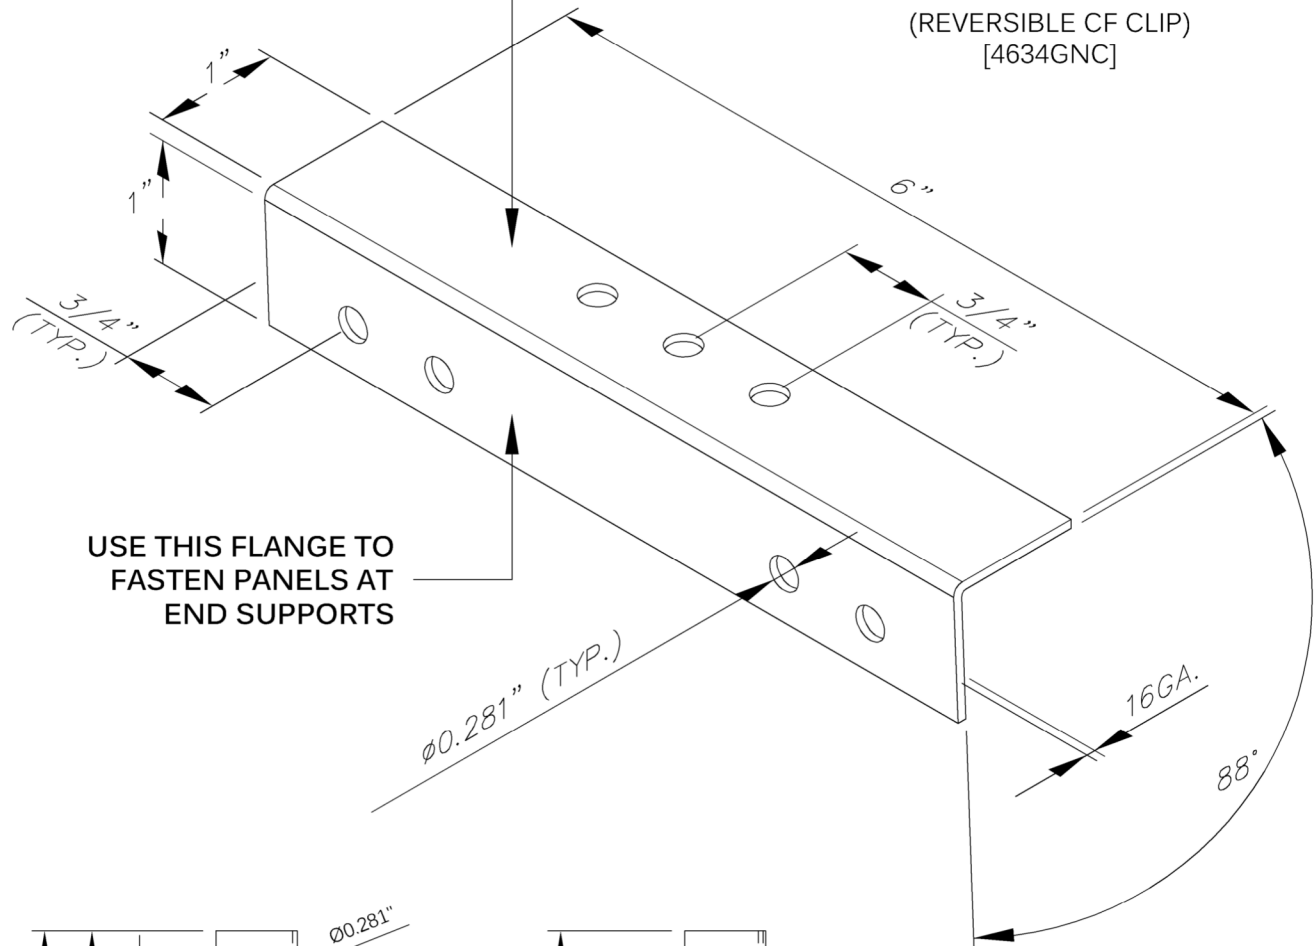 (REVERSIBLE CF CLIP)
[4634GNC]
1"
1"
6"
3/4"
(TYP.)
3/4"
(TYP.)
USE THIS FLANGE TO
FASTEN PANELS AT
END SUPPORTS
ø0.281" (TYP.)
16GA.
88°
Ø0.281"